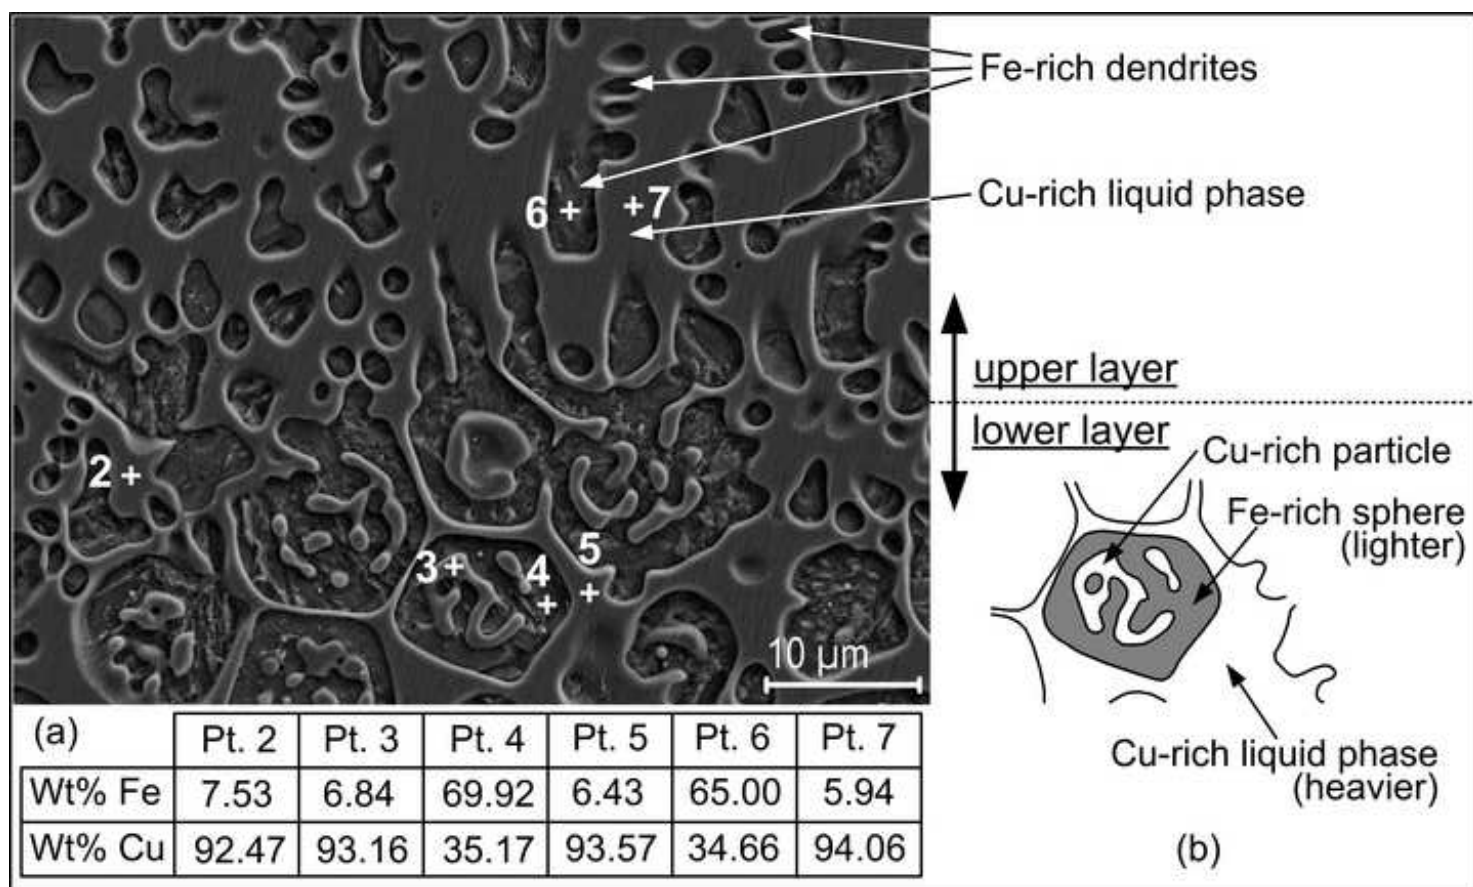 Fe-rich dendrites
6 + + 7
Cu-rich liquid phase
upper layer
lower layer
2 +
3 +
4
+
5
+
10 µm
Cu-rich particle
Fe-rich sphere
(lighter)
Cu-rich liquid phase
(heavier)
(a) Pt. 2 Pt. 3 Pt. 4 Pt. 5 Pt. 6 Pt. 7
Wt% Fe 7.53 6.84 69.92 6.43 65.00 5.94
Wt% Cu 92.47 93.16 35.17 93.57 34.66 94.06
(b)